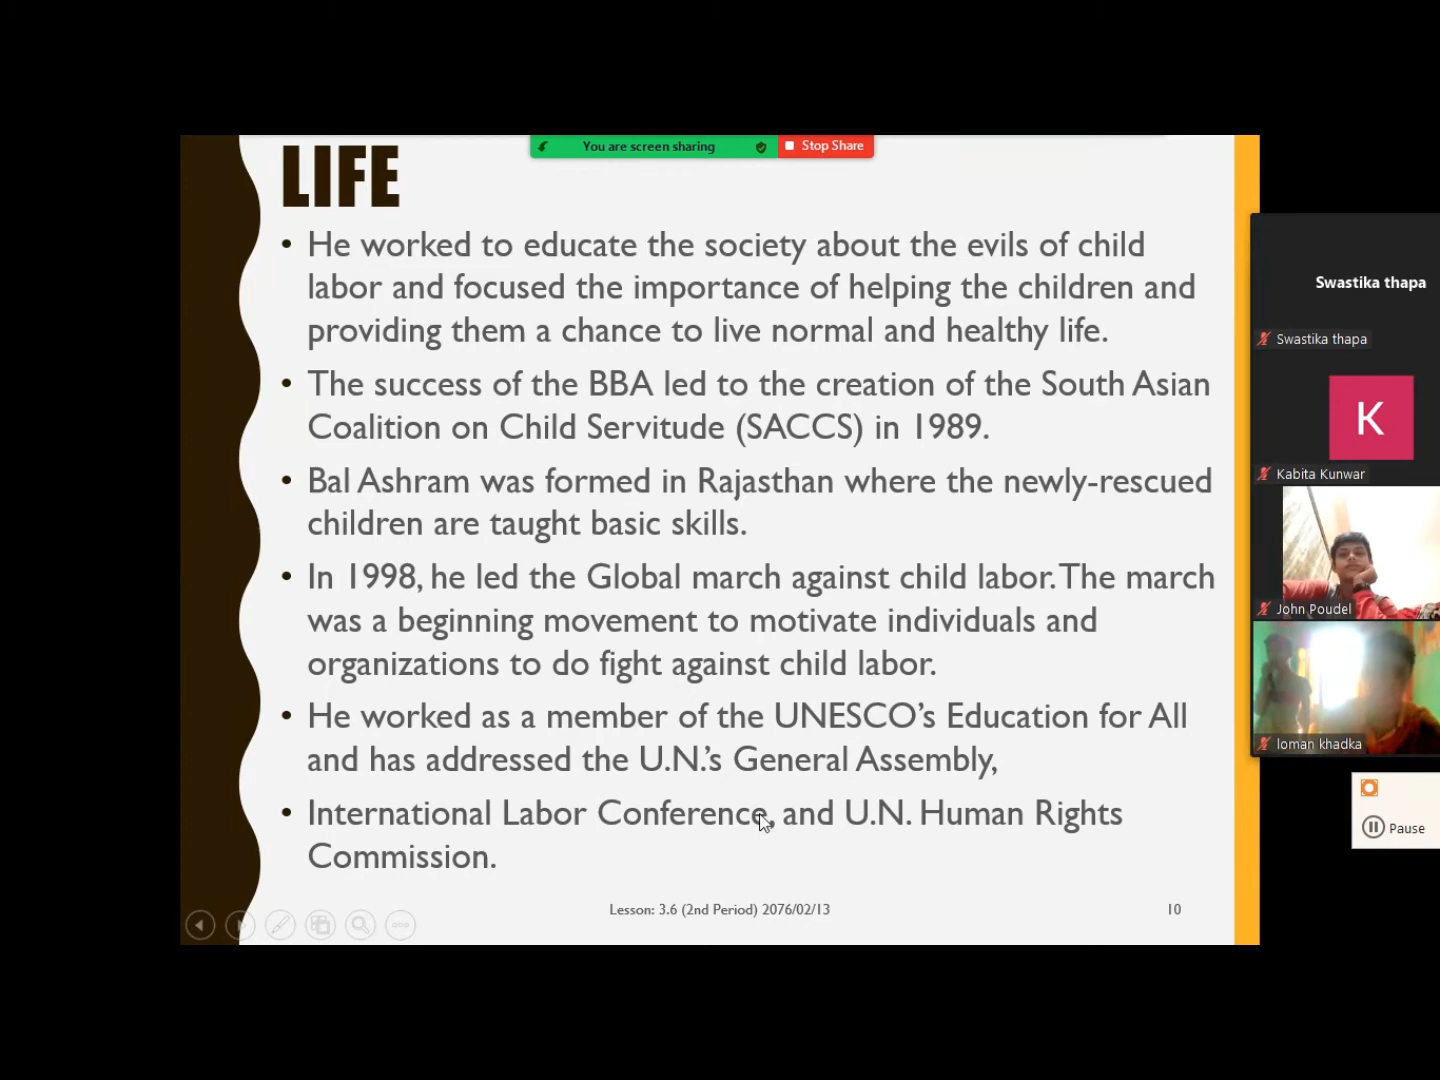 LIFE
You are screen sharing
Stop Share
• He worked to educate the society about the evils of child
labor and focused the importance of helping the children and
providing them a chance to live normal and healthy life.
• The success of the BBA led to the creation of the South Asian
Coalition on Child Servitude (SACCS) in 1989.
• Bal Ashram was formed in Rajasthan where the newly-rescued
children are taught basic skills.
• In 1998, he led the Global march against child labor. The march
was a beginning movement to motivate individuals and
organizations to do fight against child labor.
• He worked as a member of the UNESCO's Education for All
and has addressed the U.N.'s General Assembly,
• International Labor Conference, and U.N. Human Rights
Commission.
Lesson: 3.6 (2nd Period) 2076/02/13
10
Swastika thapa
Swastika thapa
K
Kabita Kunwar
John Poudel
loman khadka
Pause